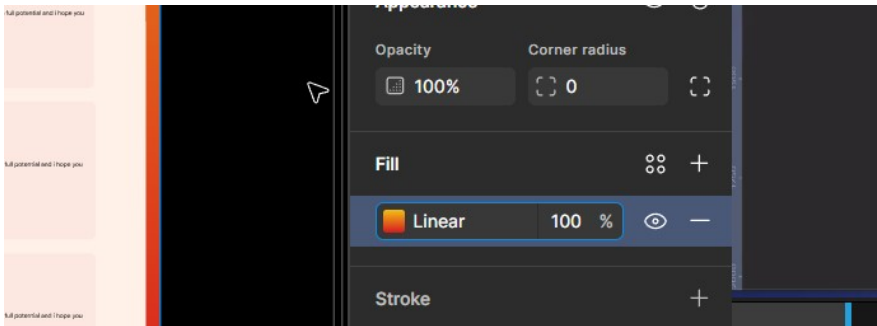 full potential and i hope you
Appearance
Opacity
Corner radius
100%
0
full potential and i hope you
Fill
Linear
100 %
Stroke
full potential and i hope you